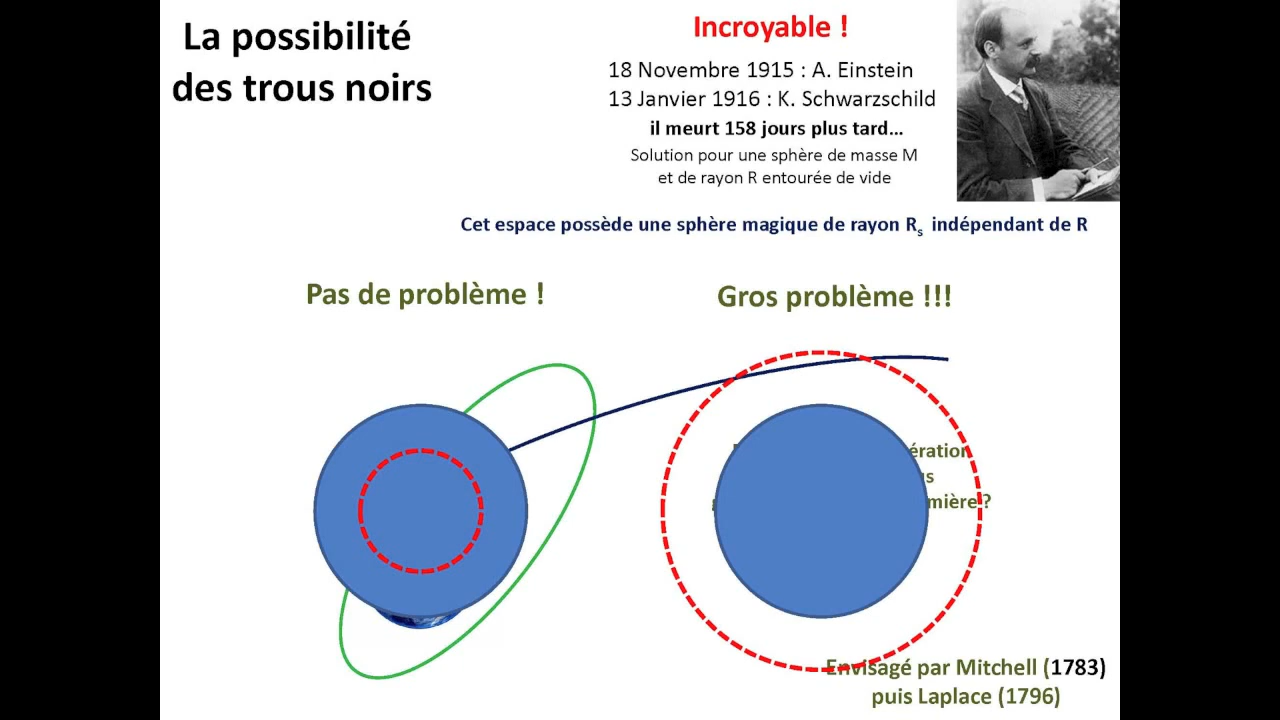 La possibilité
des trous noirs
Incroyable !
18 Novembre 1915 : A. Einstein
13 Janvier 1916 : K. Schwarzschild
il meurt 158 jours plus tard...
Solution pour une sphère de masse M
et de rayon R entourée de vide
Cet espace possède une sphère magique de rayon Rs indépendant de R
Pas de problème !
Gros problème !!!
Envisagé par Mitchell (1783)
puis Laplace (1796)